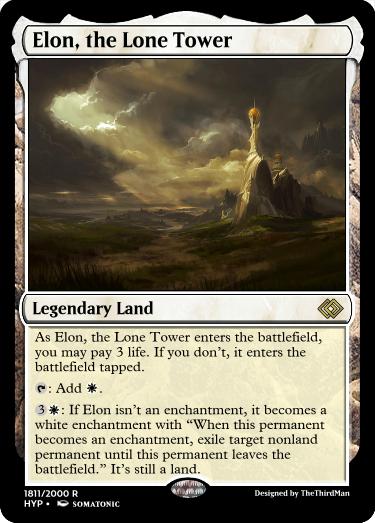 Elon, the Lone Tower
Legendary Land
As Elon, the Lone Tower enters the battlefield,
you may pay 3 life. If you don't, it enters the
battlefield tapped.
: Add .
3 : If Elon isn't an enchantment, it becomes a
white enchantment with “When this permanent
becomes an enchantment, exile target nonland
permanent until this permanent leaves the
battlefield.” It's still a land.
1811/2000 R
HYP • SOMATONIC
Designed by TheThirdMan